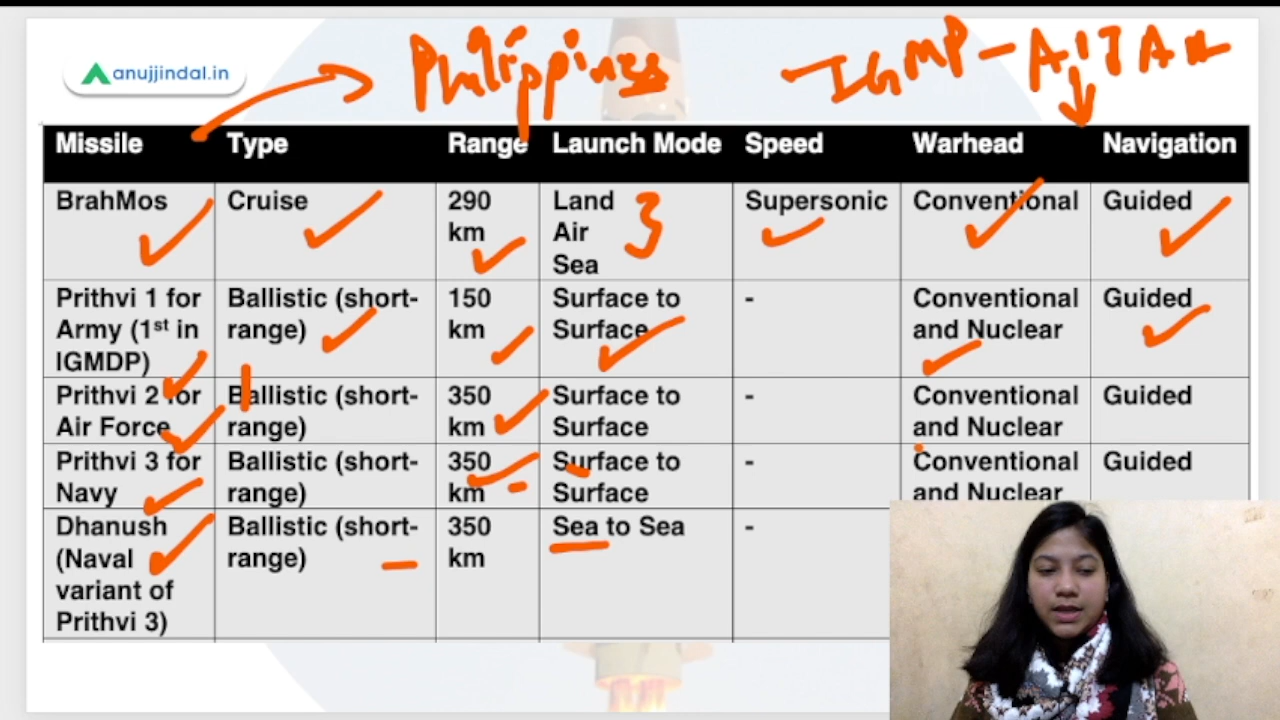 anujjindal.in
Philippines
Missile Type Range Launch Mode Speed Warhead Navigation
BrahMos Cruise 290 Land Supersonic Conventional Guided
km Air
Sea
Prithvi 1 for Ballistic (short- 150 Surface to - Conventional Guided
Army (1st in range) km Surface and Nuclear
IGMDP)
Prithvi 2 for Ballistic (short- 350 Surface to - Conventional Guided
Air Force range) km Surface and Nuclear
Prithvi 3 for Ballistic (short- 350 Surface to - Conventional Guided
Navy range) km Surface and Nuclear
Dhanush Ballistic (short- 350 Sea to Sea -
(Naval range) km
variant of
Prithvi 3)